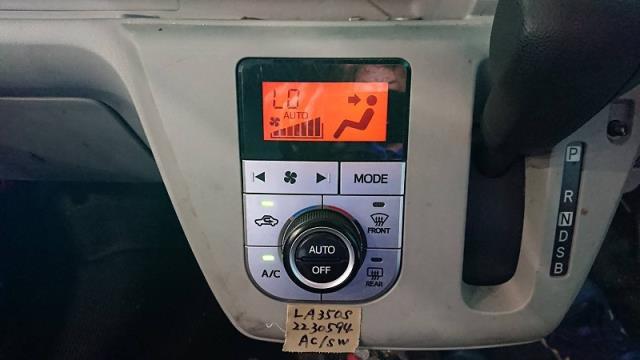 LO
AUTO
MODE
FRONT
AUTO
OFF
A/C
REAR
P
R
N
D
S
B
LA350S
2230594
AC/SW